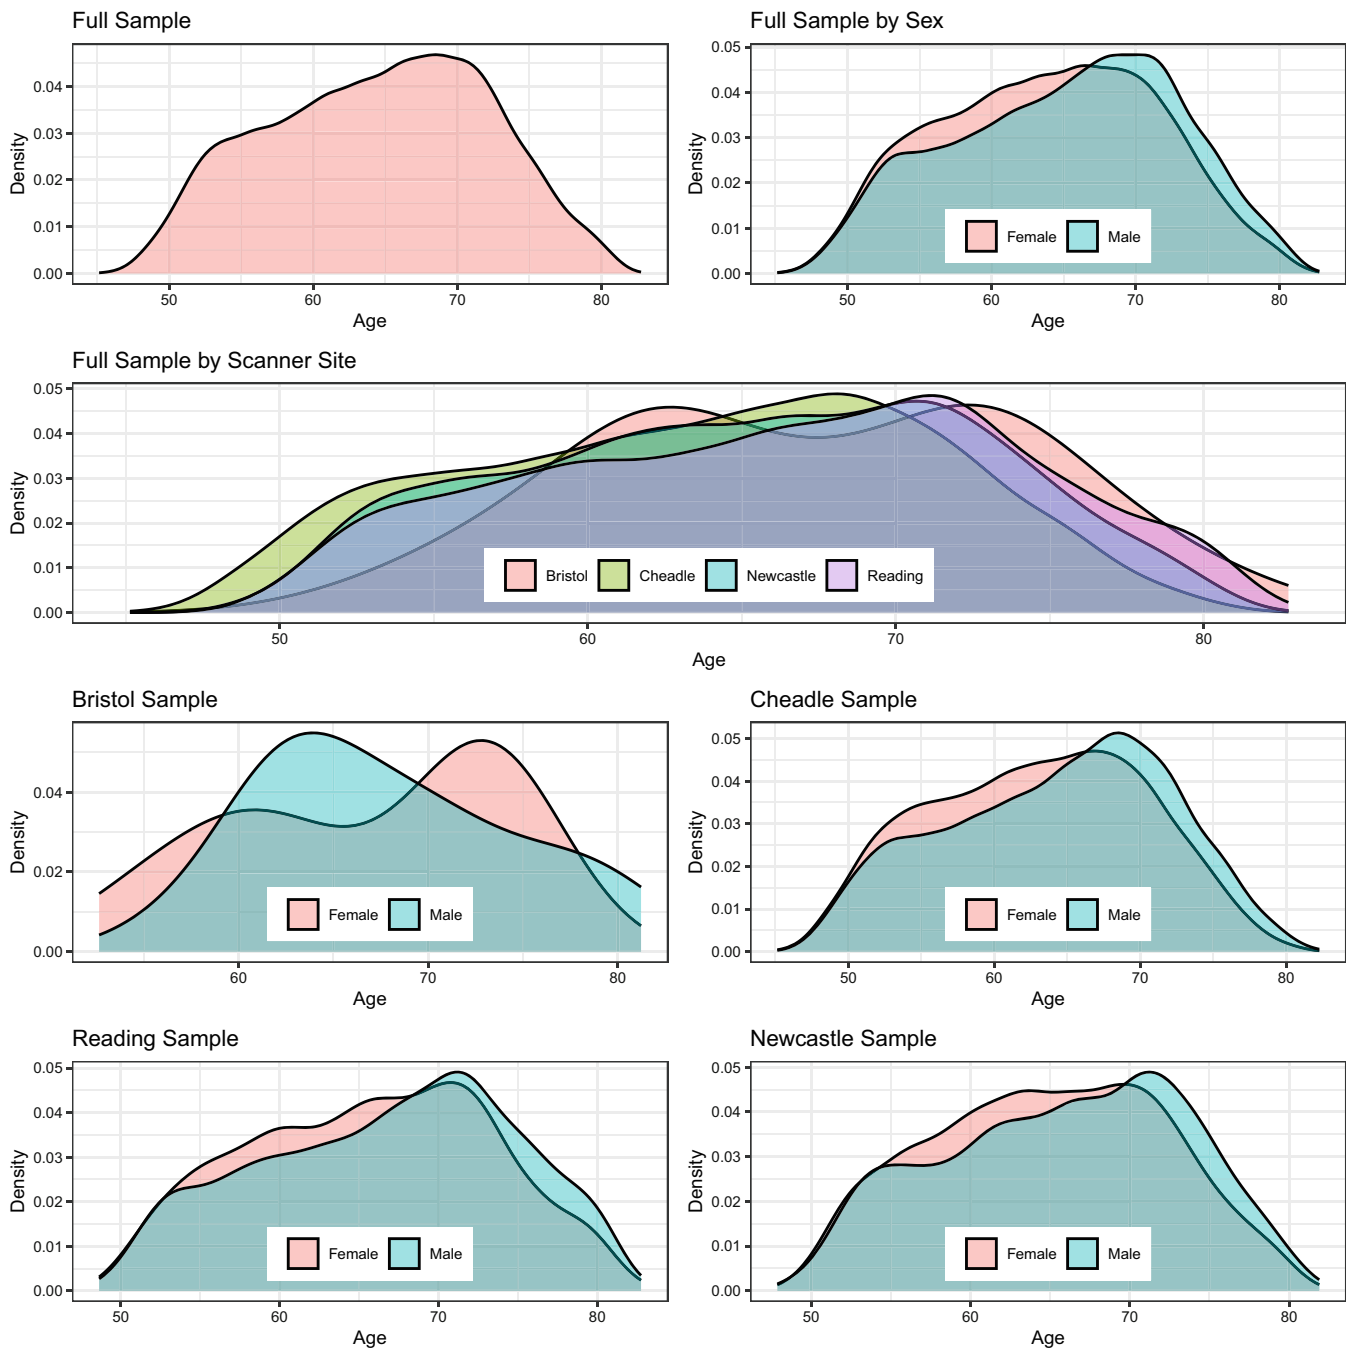 Full Sample
Density
0.04
0.03
0.02
0.01
0.00
50 60 70 80
Age
Full Sample by Sex
Density
0.05
0.04
0.03
0.02
0.01
0.00
Female Male
50 60 70 80
Age
Full Sample by Scanner Site
Density
0.05
0.04
0.03
0.02
0.01
0.00
Bristol Cheadle Newcastle Reading
50 60 70 80
Age
Bristol Sample
Density
0.04
0.02
0.00
Female Male
60 70 80
Age
Cheadle Sample
Density
0.05
0.04
0.03
0.02
0.01
0.00
Female Male
50 60 70 80
Age
Reading Sample
Density
0.05
0.04
0.03
0.02
0.01
0.00
Female Male
50 60 70 80
Age
Newcastle Sample
Density
0.05
0.04
0.03
0.02
0.01
0.00
Female Male
50 60 70 80
Age